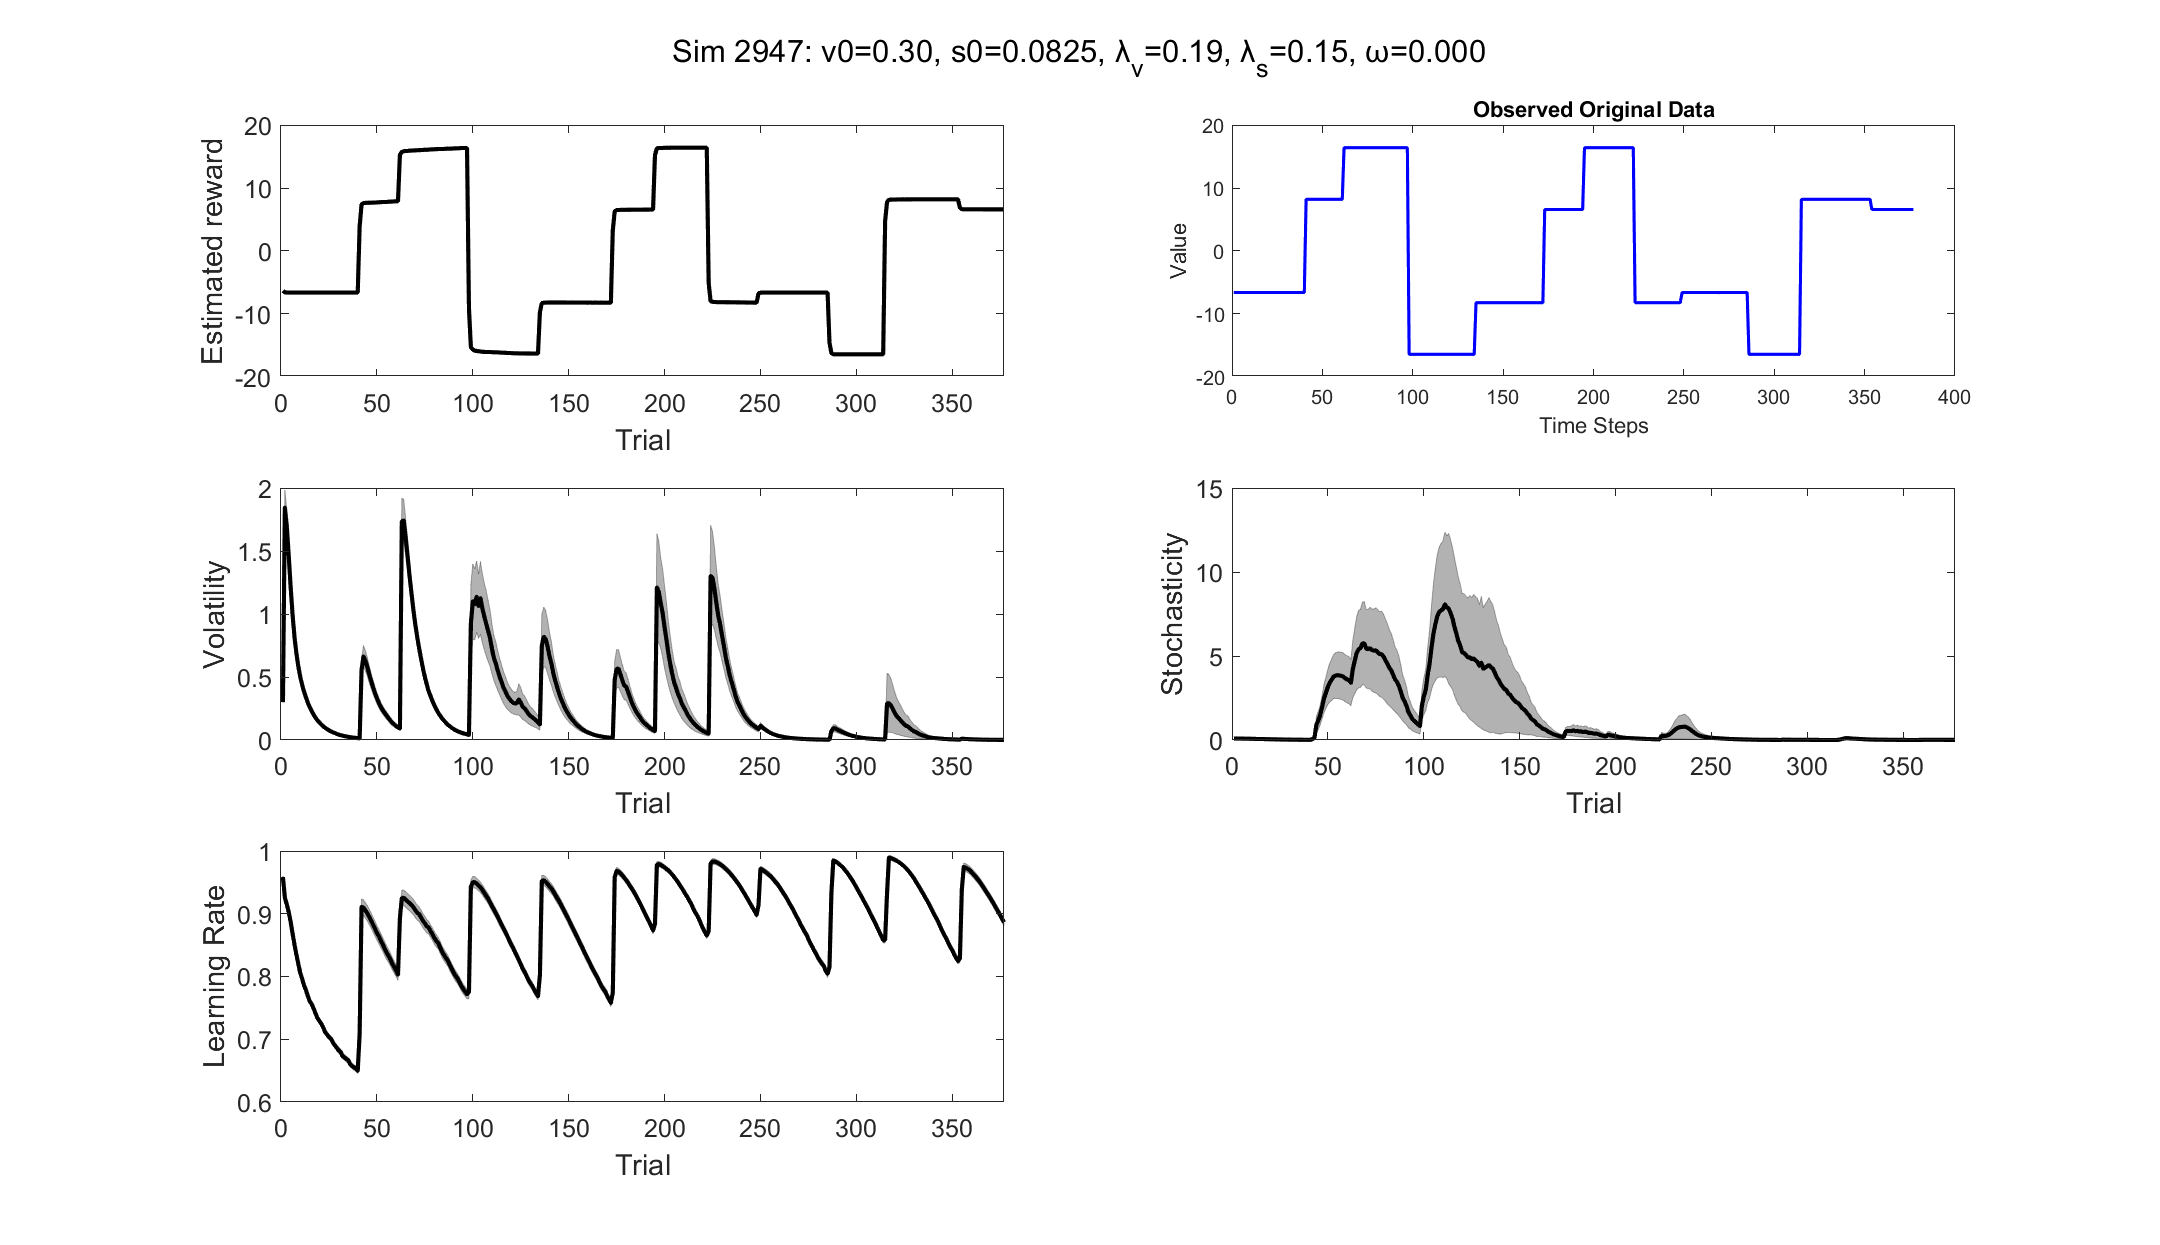 Sim 2947: v0=0.30, s0=0.0825, λ_v=0.19, λ_s=0.15, ω=0.000
Estimated reward
20
10
0
-10
-20
0 50 100 150 200 250 300 350
Trial
Observed Original Data
Value
20
10
0
-10
-20
0 50 100 150 200 250 300 350 400
Time Steps
Volatility
2
1.5
1
0.5
0
0 50 100 150 200 250 300 350
Trial
Stochasticity
15
10
5
0
0 50 100 150 200 250 300 350
Trial
Learning Rate
1
0.9
0.8
0.7
0.6
0 50 100 150 200 250 300 350
Trial